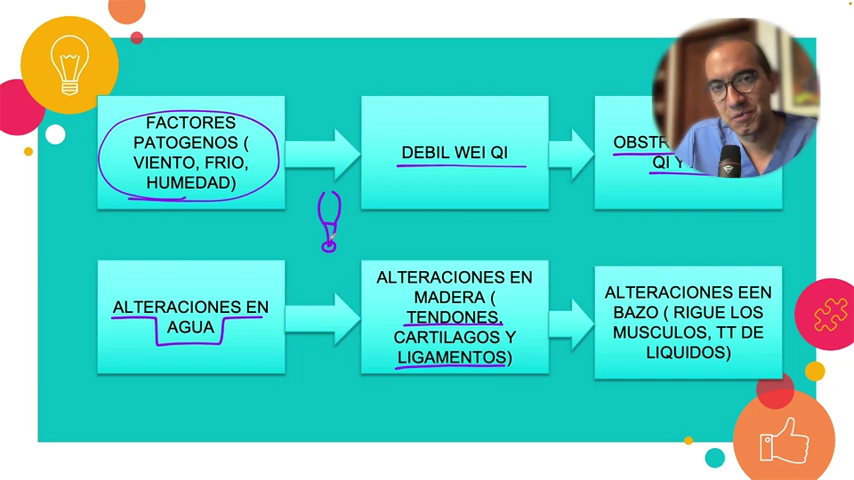 FACTORES
PATOGENOS (
VIENTO, FRIO,
HUMEDAD)
DEBIL WEI QI
QI Y
ALTERACIONES EN
AGUA
ALTERACIONES EN
MADERA (
TENDONES,
CARTILAGOS Y
LIGAMENTOS)
ALTERACIONES EEN
BAZO ( RIGUE LOS
MUSCULOS, TT DE
LIQUIDOS)